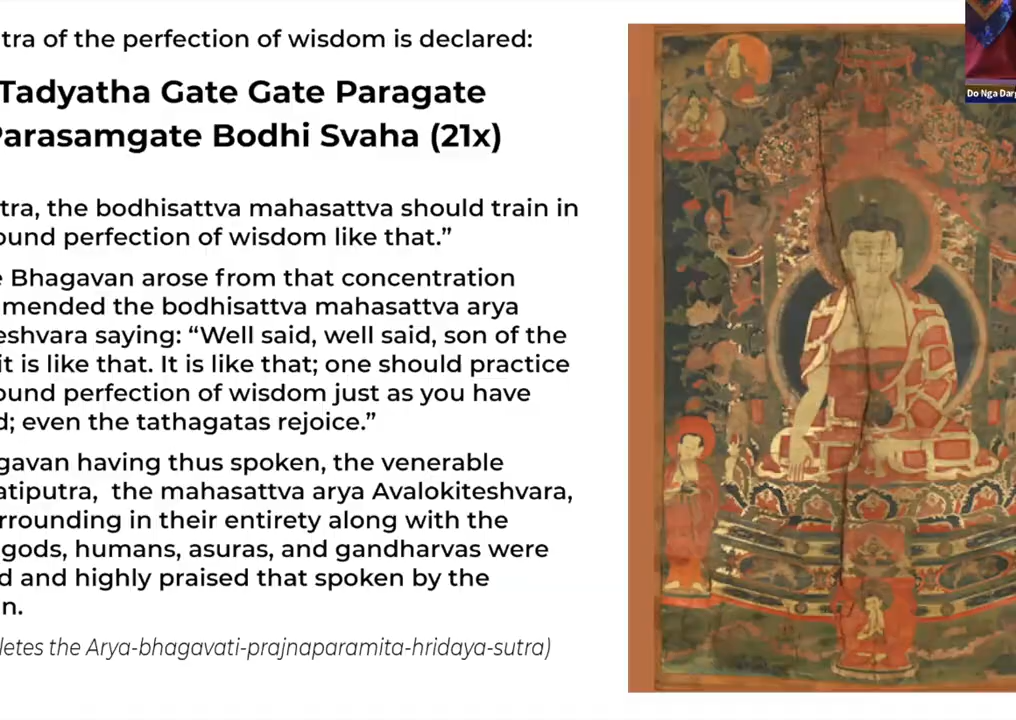 tra of the perfection of wisdom is declared:
Tadyatha Gate Gate Paragate
Parasamgate Bodhi Svaha (21x)
tra, the bodhisattva mahasattva should train in
ound perfection of wisdom like that.”
e Bhagavan arose from that concentration
mended the bodhisattva mahasattva arya
eshvara saying: “Well said, well said, son of the
it is like that. It is like that; one should practice
ound perfection of wisdom just as you have
d; even the tathagatas rejoice.”
gavan having thus spoken, the venerable
atiputra, the mahasattva arya Avalokiteshvara,
rrounding in their entirety along with the
gods, humans, asuras, and gandharvas were
d and highly praised that spoken by the
n.
letes the Arya-bhagavati-prajnaparamita-hridaya-sutra)
Do Nga Darg